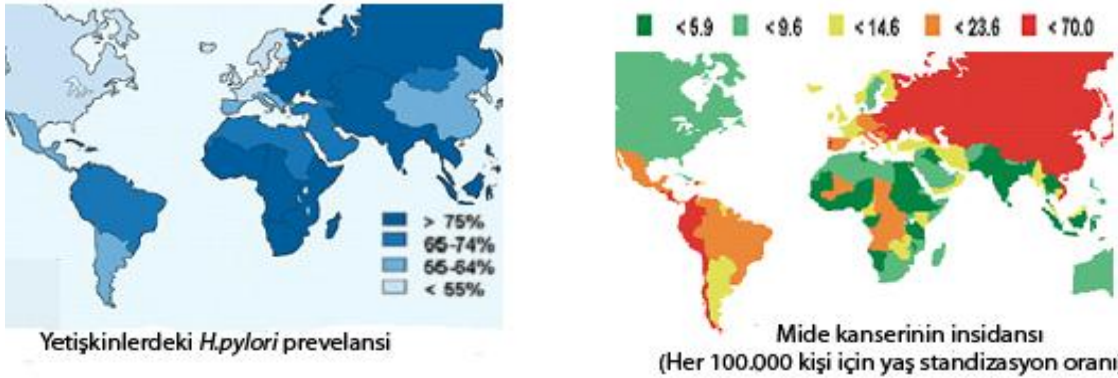 > 75%
65-74%
55-64%
< 55%
Yetişkinlerdeki H.pylori prevelansi
< 5.9 < 9.6 < 14.6 < 23.6 < 70.0
Mide kanserinin insidansı
(Her 100.000 kişi için yaş standizasyon oranı